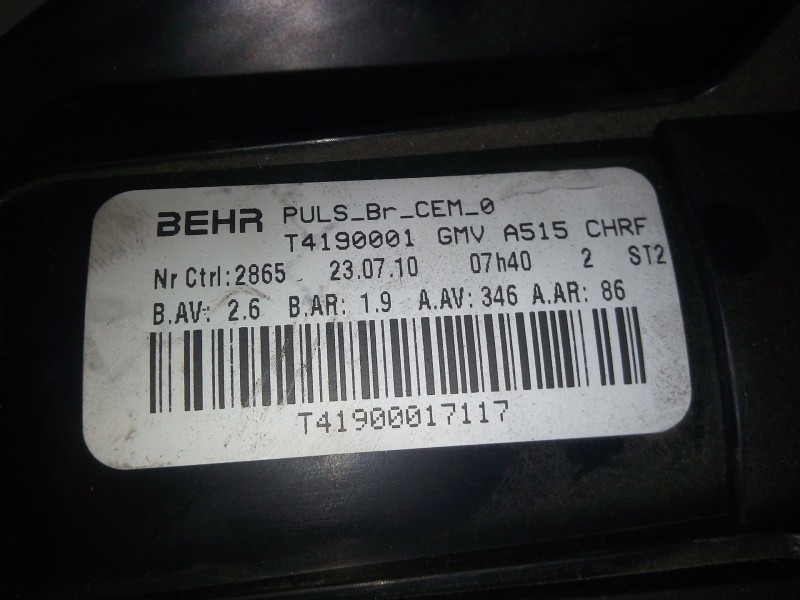 BEHR PULS_Br_CEM_0
T4190001 GMV A515 CHRF
Nr Ctrl:2865 23.07.10 07h40 2 ST2
B.AV: 2.6 B.AR: 1.9 A.AV: 346 A.AR: 86
T41900017117